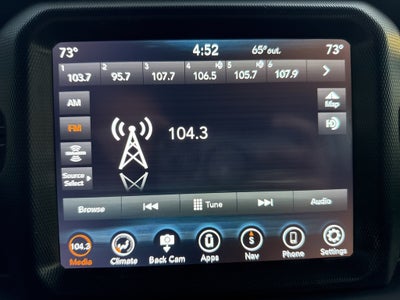 73° 4:52 65° out. 73°
1 103.7 2 95.7 3 107.7 4 106.5 5 105.7 6 107.9
AM
Map
FM
HD
104.3
Source
Select
Browse Tune Audio
104.3 S
Media Climate Back Cam Apps Nav Phone Settings